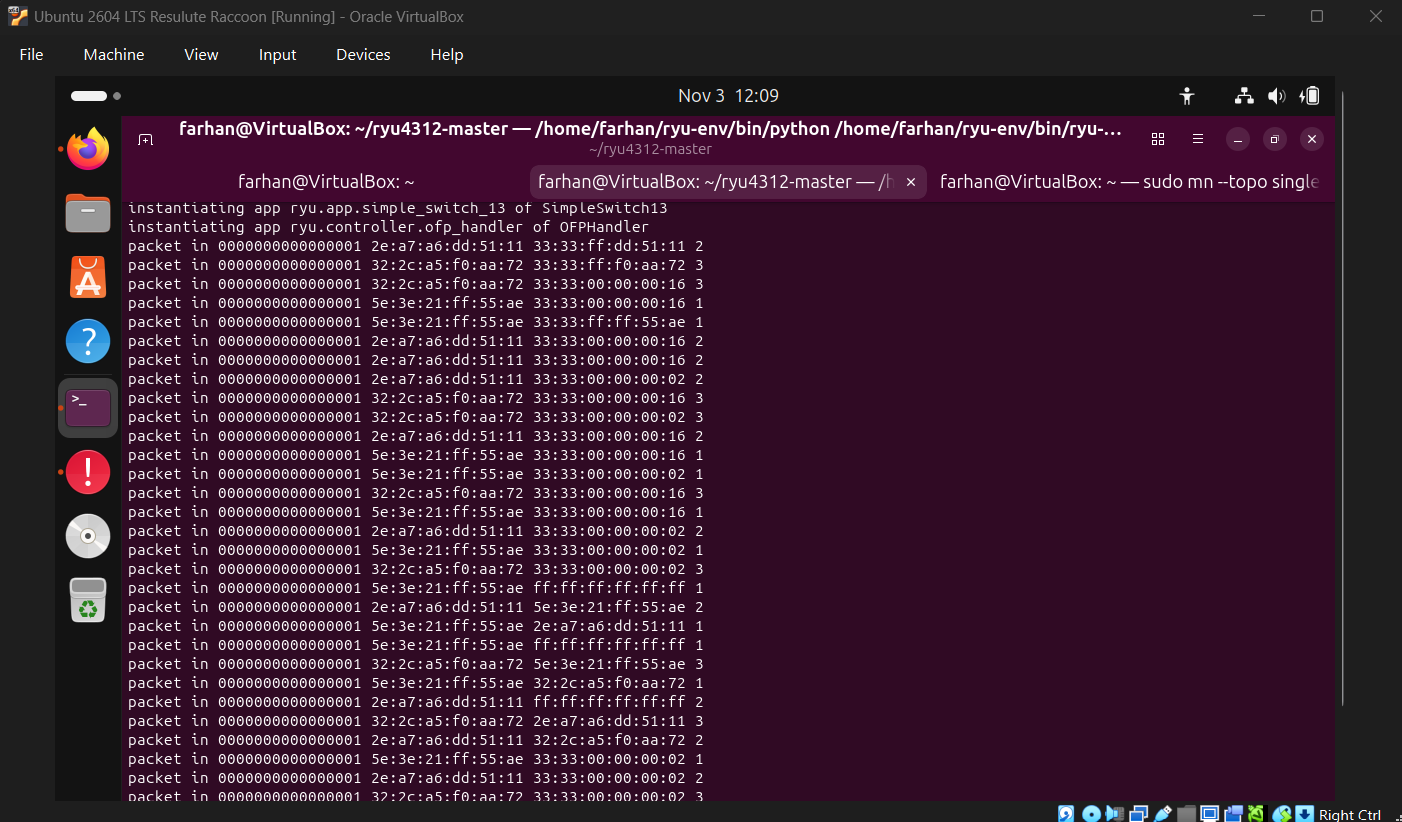 Ubuntu 2604 LTS Resulute Raccoon [Running] - Oracle VirtualBox
File Machine View Input Devices Help
Nov 3 12:09
farhan@VirtualBox: ~/ryu4312-master — /home/farhan/ryu-env/bin/python /home/farhan/ryu-env/bin/ryu-…
~/ryu4312-master
farhan@VirtualBox: ~ farhan@VirtualBox: ~/ryu4312-master — /h farhan@VirtualBox: ~ — sudo mn --topo single
instantiating app ryu.app.simple_switch_13 of SimpleSwitch13
instantiating app ryu.controller.ofp_handler of OFPHandler
packet in 0000000000000001 2e:a7:a6:dd:51:11 33:33:ff:dd:51:11 2
packet in 0000000000000001 32:2c:a5:f0:aa:72 33:33:ff:f0:aa:72 3
packet in 0000000000000001 32:2c:a5:f0:aa:72 33:33:00:00:00:16 3
packet in 0000000000000001 5e:3e:21:ff:55:ae 33:33:00:00:00:16 1
packet in 0000000000000001 5e:3e:21:ff:55:ae 33:33:ff:ff:55:ae 1
packet in 0000000000000001 2e:a7:a6:dd:51:11 33:33:00:00:00:16 2
packet in 0000000000000001 2e:a7:a6:dd:51:11 33:33:00:00:00:16 2
packet in 0000000000000001 2e:a7:a6:dd:51:11 33:33:00:00:00:02 2
packet in 0000000000000001 32:2c:a5:f0:aa:72 33:33:00:00:00:16 3
packet in 0000000000000001 32:2c:a5:f0:aa:72 33:33:00:00:00:02 3
packet in 0000000000000001 2e:a7:a6:dd:51:11 33:33:00:00:00:16 2
packet in 0000000000000001 5e:3e:21:ff:55:ae 33:33:00:00:00:16 1
packet in 0000000000000001 5e:3e:21:ff:55:ae 33:33:00:00:00:02 1
packet in 0000000000000001 32:2c:a5:f0:aa:72 33:33:00:00:00:16 3
packet in 0000000000000001 5e:3e:21:ff:55:ae 33:33:00:00:00:16 1
packet in 0000000000000001 2e:a7:a6:dd:51:11 33:33:00:00:00:02 2
packet in 0000000000000001 5e:3e:21:ff:55:ae 33:33:00:00:00:02 1
packet in 0000000000000001 32:2c:a5:f0:aa:72 33:33:00:00:00:02 3
packet in 0000000000000001 5e:3e:21:ff:55:ae ff:ff:ff:ff:ff:ff 1
packet in 0000000000000001 2e:a7:a6:dd:51:11 5e:3e:21:ff:55:ae 2
packet in 0000000000000001 5e:3e:21:ff:55:ae 2e:a7:a6:dd:51:11 1
packet in 0000000000000001 5e:3e:21:ff:55:ae ff:ff:ff:ff:ff:ff 1
packet in 0000000000000001 32:2c:a5:f0:aa:72 5e:3e:21:ff:55:ae 3
packet in 0000000000000001 5e:3e:21:ff:55:ae 32:2c:a5:f0:aa:72 1
packet in 0000000000000001 2e:a7:a6:dd:51:11 ff:ff:ff:ff:ff:ff 2
packet in 0000000000000001 32:2c:a5:f0:aa:72 2e:a7:a6:dd:51:11 3
packet in 0000000000000001 2e:a7:a6:dd:51:11 32:2c:a5:f0:aa:72 2
packet in 0000000000000001 5e:3e:21:ff:55:ae 33:33:00:00:00:02 1
packet in 0000000000000001 2e:a7:a6:dd:51:11 33:33:00:00:00:02 2
packet in 0000000000000001 32:2c:a5:f0:aa:72 33:33:00:00:00:02 3
Right Ctrl